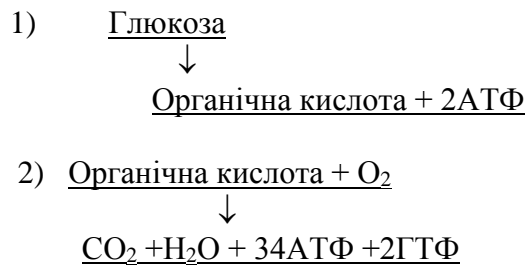 1) Глюкоза
↓
Органічна кислота + 2АТФ
2) Органічна кислота + O₂
↓
CO₂ +H₂O + 34АТФ +2ГТФ